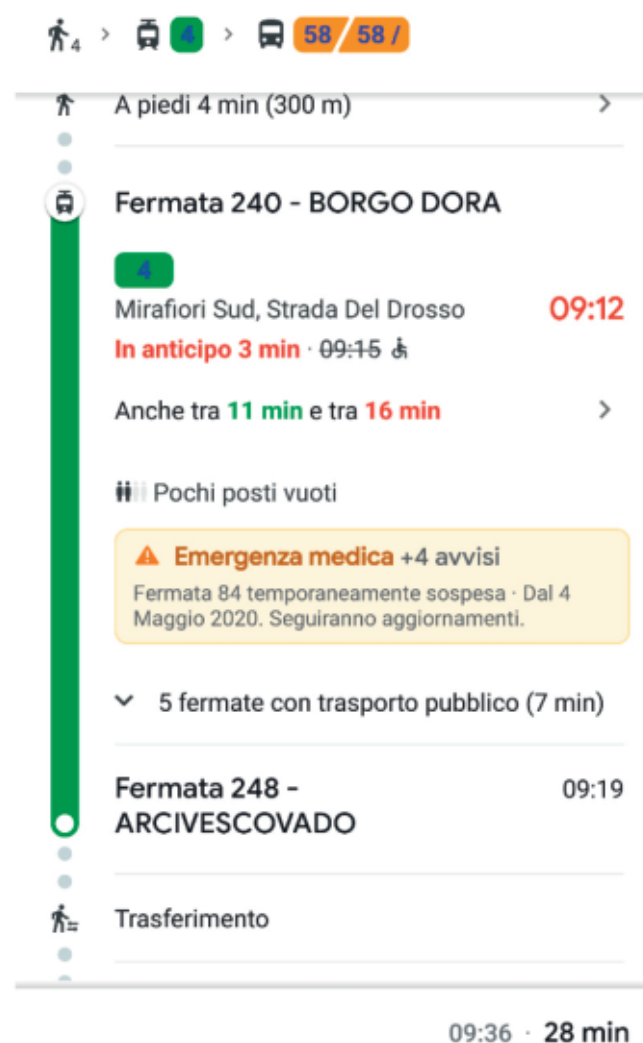 4 > 4 > 58 / 58 /
A piedi 4 min (300 m) >
Fermata 240 - BORGO DORA
4
Mirafiori Sud, Strada Del Drosso 09:12
In anticipo 3 min · 09:15
Anche tra 11 min e tra 16 min >
Pochi posti vuoti
Emergenza medica +4 avvisi
Fermata 84 temporaneamente sospesa · Dal 4
Maggio 2020. Seguiranno aggiornamenti.
5 fermate con trasporto pubblico (7 min)
Fermata 248 - 09:19
ARCIVESCOVADO
Trasferimento
09:36 · 28 min